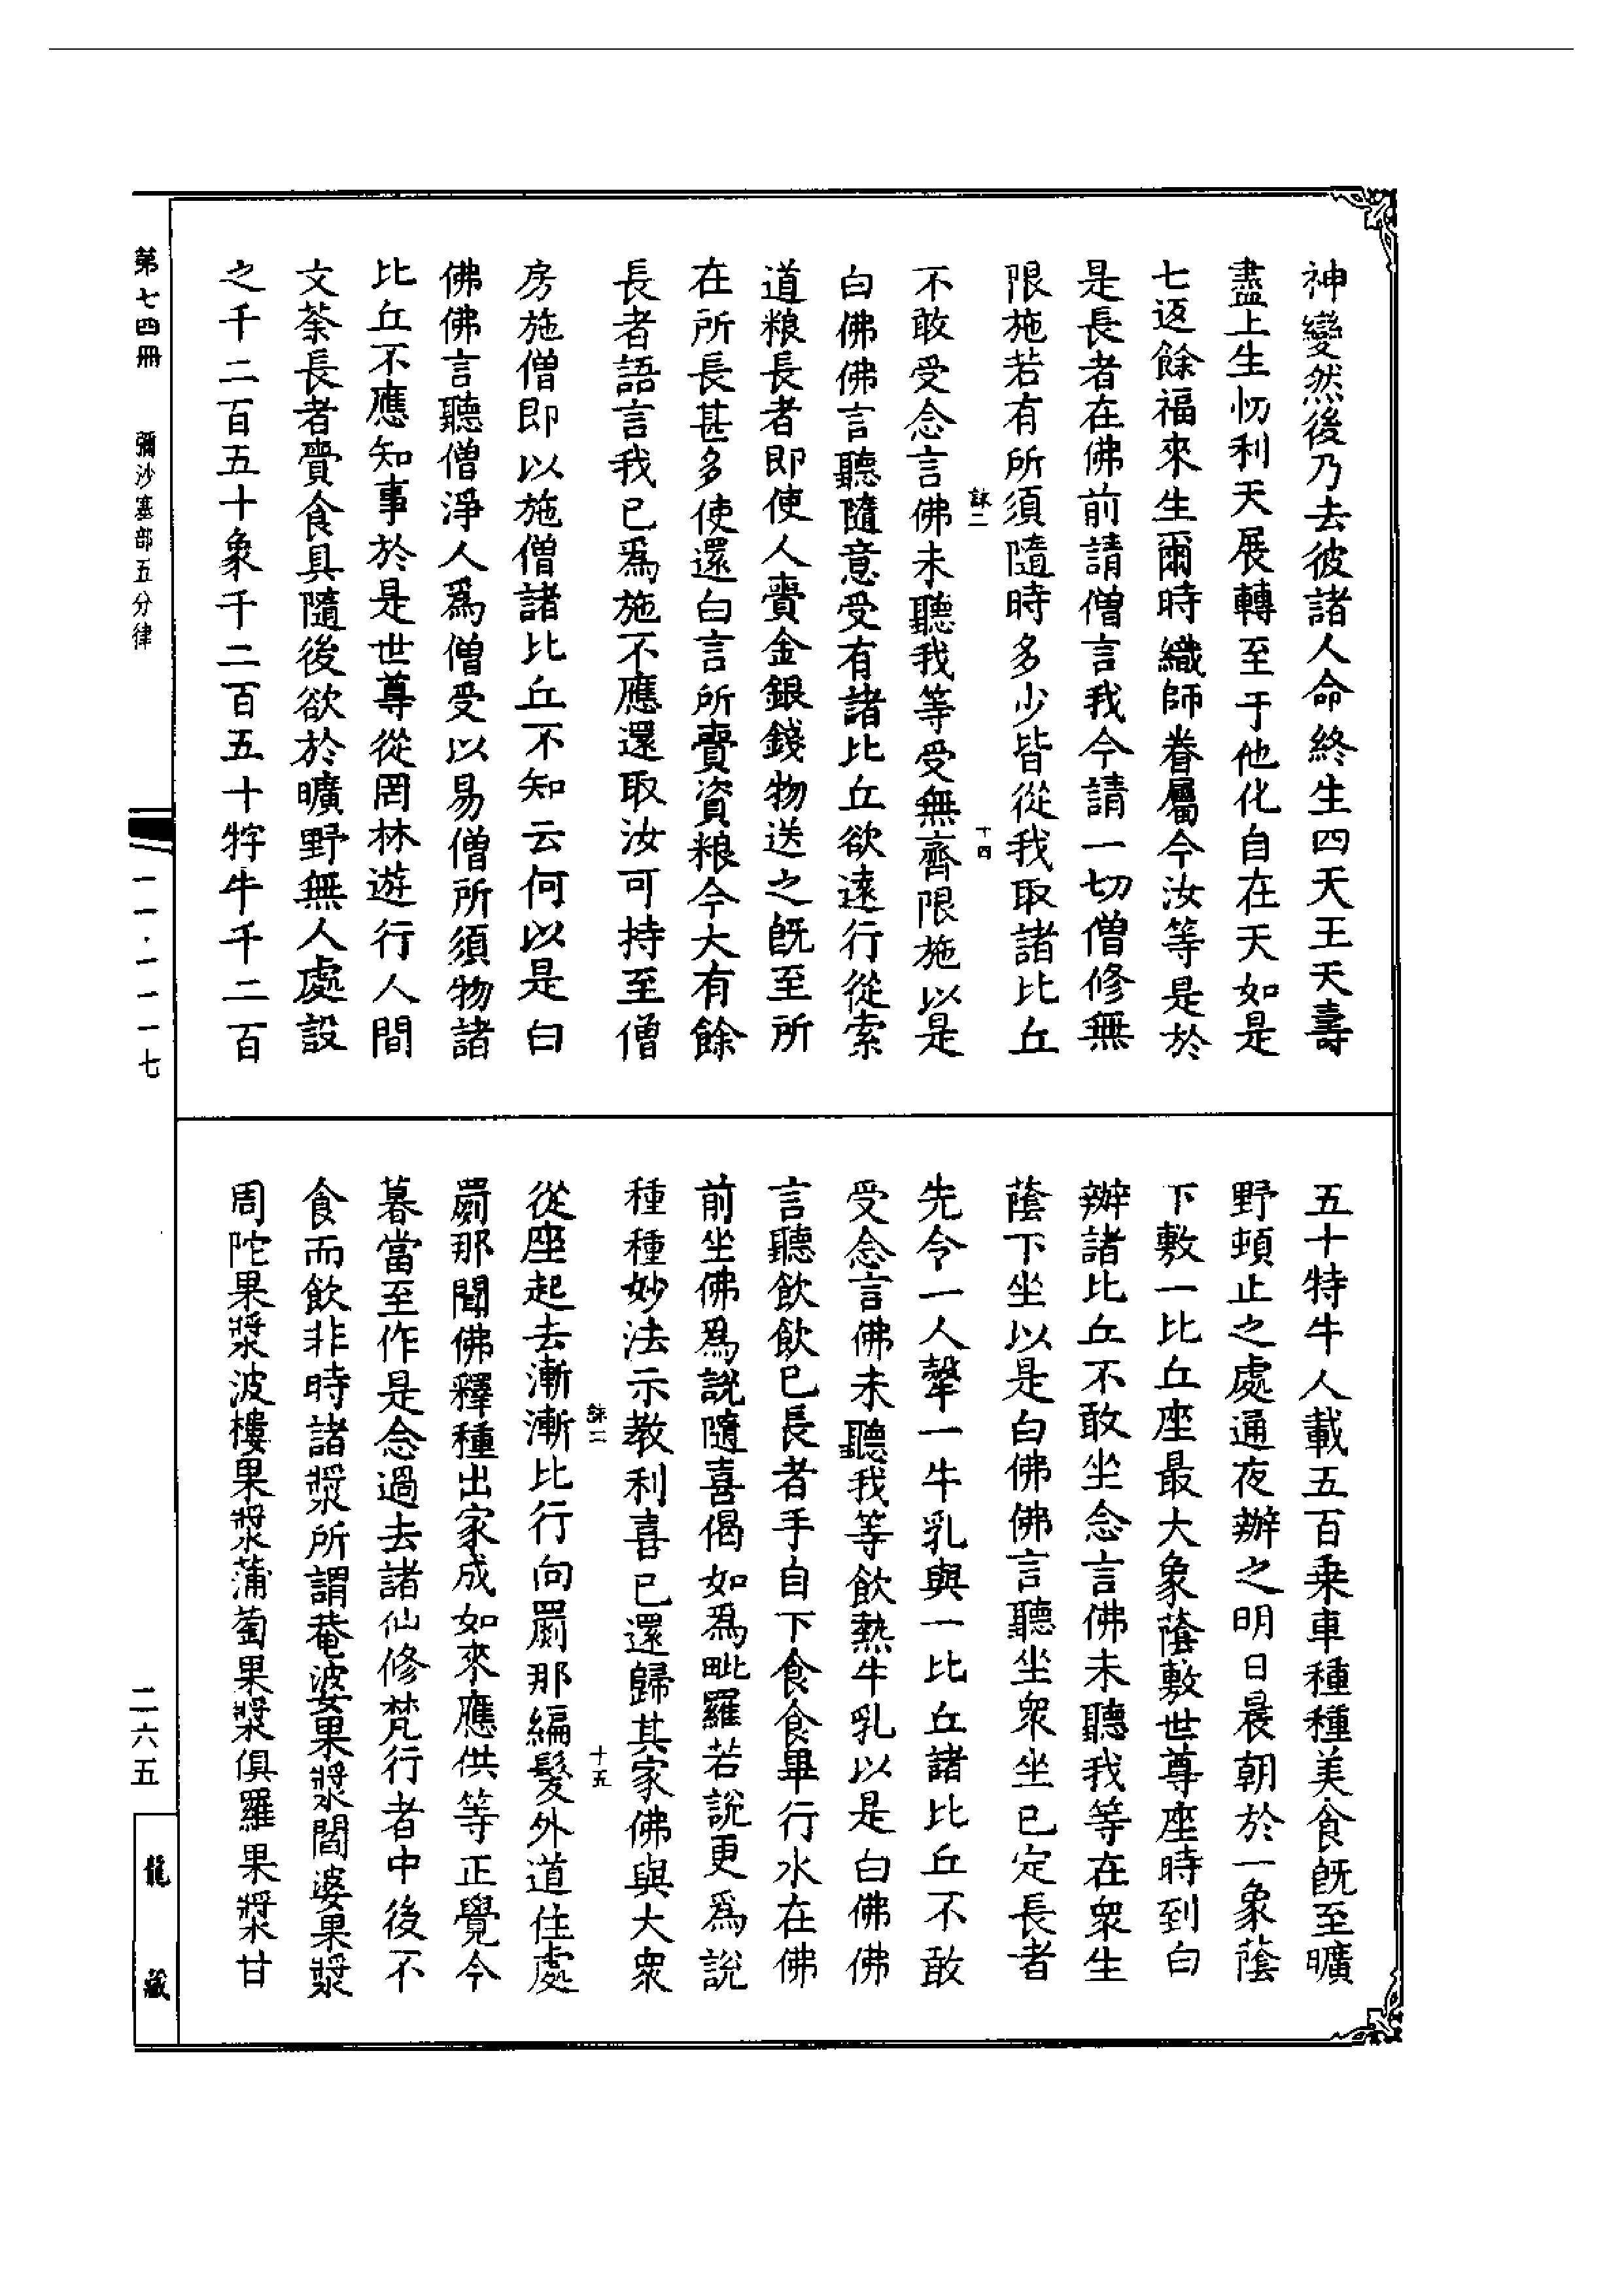 神變然後乃去彼諸人命終生四天王天壽
盡上生忉利天展轉至于他化自在天如是
七返餘福來生爾時織師眷屬今汝等是於
是長者在佛前請僧言我今請一切僧修無
限施若有所須隨時多少皆從我取諸比丘
詠二
十四
不敢受念言佛未聽我等受無齊限施以是
白佛佛言聽隨意受有諸比丘欲遠行從索
道粮長者即使人賷金銀錢物送之旣至所
在所長甚多使還白言所賷資粮今大有餘
長者語言我已爲施不應還取汝可持至僧
房施僧即以施僧諸比丘不知云何以是白
佛佛言聽僧淨人爲僧受以易僧所須物諸
比丘不應知事於是世尊從罔林遊行人間
文荼長者賷食具隨後欲於曠野無人處設
之千二百五十象千二百五十牸牛千二百
五十特牛人載五百乗車種種美食旣至曠
野頓止之處通夜辦之明日晨朝於一象蔭
下敷一比丘座最大象蔭敷世尊座時到白
辦諸比丘不敢坐念言佛未聽我等在衆生
蔭下坐以是白佛佛言聽坐衆坐已定長者
先令一人犂一牛乳與一比丘諸比丘不敢
受念言佛未聽我等飲熱牛乳以是白佛佛
言聽飲飲已長者手自下食食畢行水在佛
前坐佛爲說隨喜偈如爲毗羅若說更爲說
種種妙法示教利喜已還歸其家佛與大衆
詠二
十五
從座起去漸漸比行向罽那編髮外道住處
罽那聞佛釋種出家成如來應供等正覺今
暮當至作是念過去諸仙修梵行者中後不
食而飲非時諸漿所謂菴婆果漿閻婆果漿
周陀果漿波樓果漿蒲萄果漿俱羅果漿甘
第七四冊
彌沙塞部五分律
一一·一一一七
二六五
龍藏